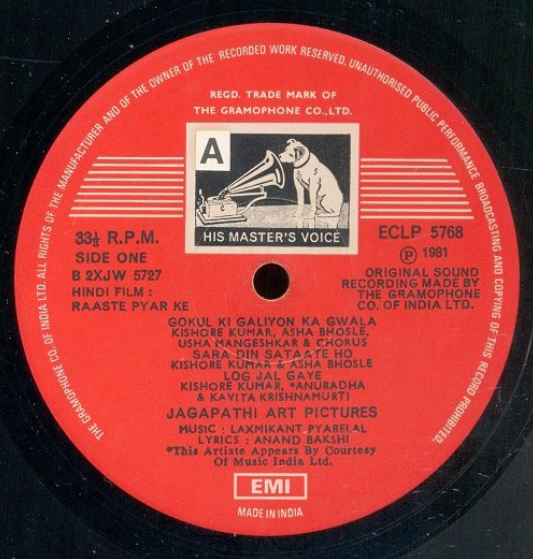 THE GRAMOPHONE CO. OF INDIA LTD. ALL RIGHTS OF THE MANUFACTURER AND OF THE OWNER OF THE RECORDED WORK RESERVED. UNAUTHORISED PUBLIC PERFORMANCE BROADCASTING AND COPYING OF THIS RECORD PROHIBITED.
REGD. TRADE MARK OF
THE GRAMOPHONE CO.,LTD.
A
HIS MASTER'S VOICE
33⅓ R.P.M.
SIDE ONE
B 2XJW 5727
HINDI FILM :
RAASTE PYAR KE
ECLP 5768
Ⓟ 1981
ORIGINAL SOUND
RECORDING MADE BY
THE GRAMOPHONE
CO. OF INDIA LTD.
GOKUL KI GALIYON KA GWALA
KISHORE KUMAR, ASHA BHOSLE,
USHA MANGESHKAR & CHORUS
SARA DIN SATAATE HO
KISHORE KUMAR & ASHA BHOSLE
LOG JAL GAYE
KISHORE KUMAR, *ANURADHA
& KAVITA KRISHNAMURTI
JAGAPATHI ART PICTURES
MUSIC : LAXMIKANT PYARELAL
LYRICS : ANAND BAKSHI
*This Artiste Appears By Courtesy
Of Music India Ltd.
EMI
MADE IN INDIA